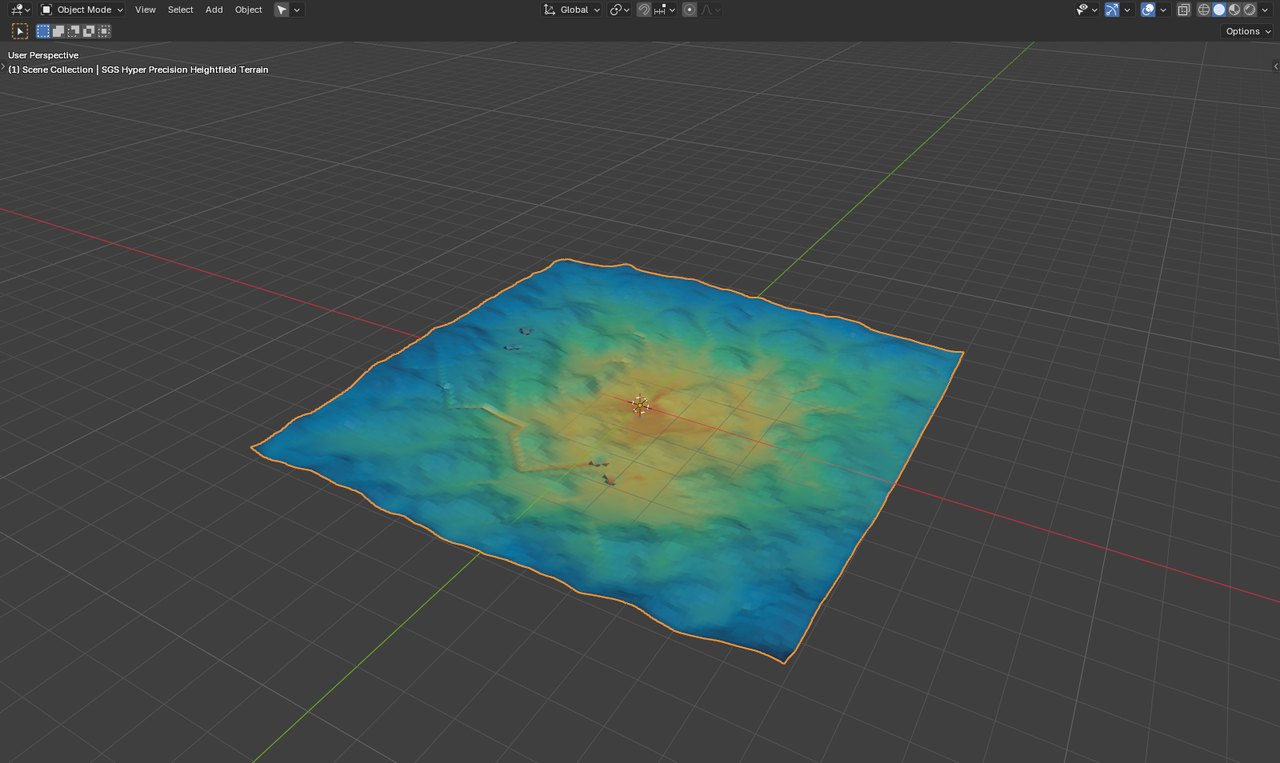 Object Mode View Select Add Object Global
Options
User Perspective
(1) Scene Collection | SGS Hyper Precision Heightfield Terrain